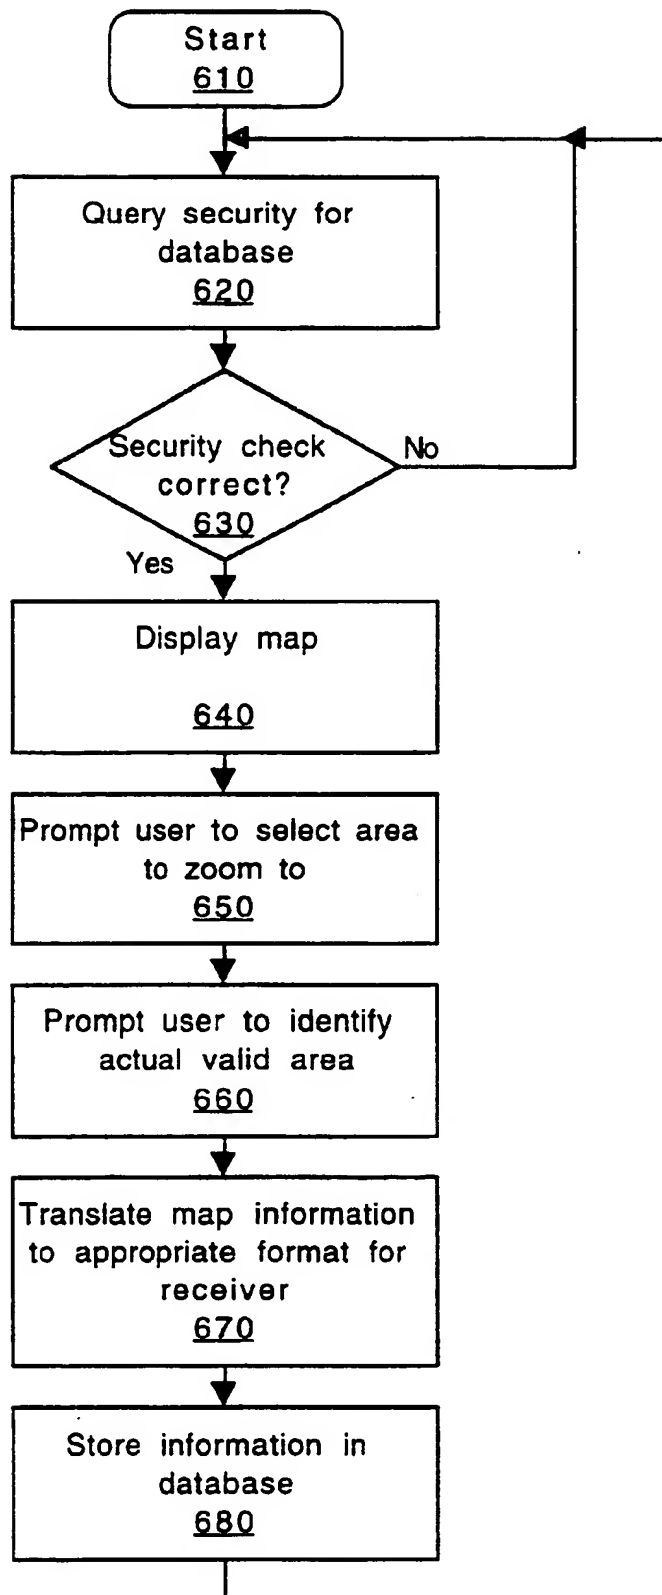 Start
610
Query security for
database
620
Security check
correct?
630
No
Yes
Display map
640
Prompt user to select area
to zoom to
650
Prompt user to identify
actual valid area
660
Translate map information
to appropriate format for
receiver
670
Store information in
database
680